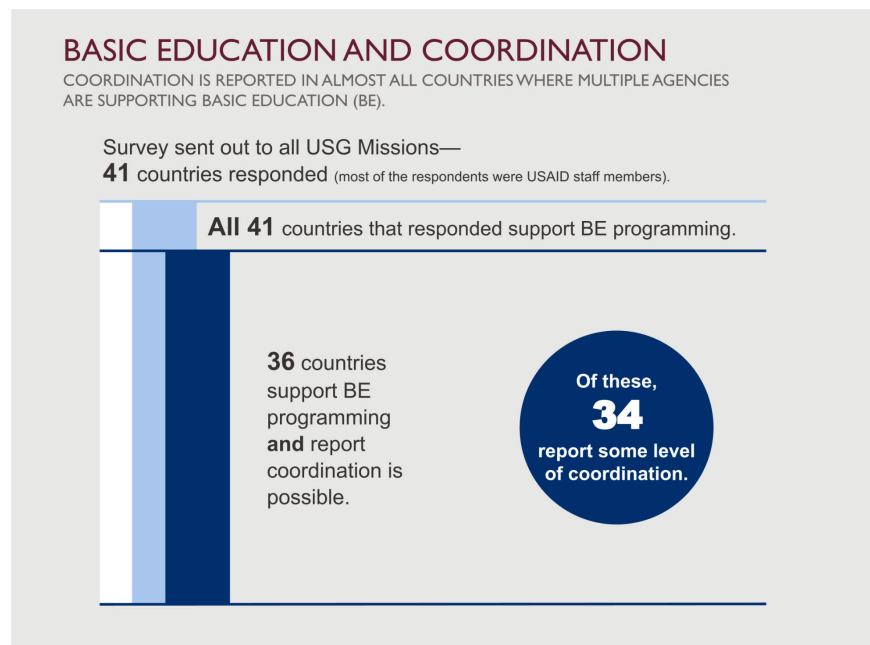 BASIC EDUCATION AND COORDINATION
COORDINATION IS REPORTED IN ALMOST ALL COUNTRIES WHERE MULTIPLE AGENCIES
ARE SUPPORTING BASIC EDUCATION (BE).
Survey sent out to all USG Missions—
41 countries responded (most of the respondents were USAID staff members).
All 41 countries that responded support BE programming.
36 countries
support BE
programming
and report
coordination is
possible.
Of these,
34
report some level
of coordination.